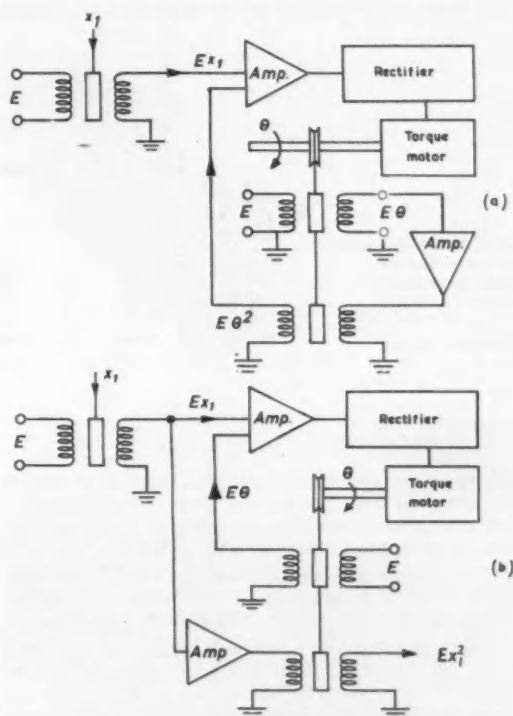 x₁
E
Ex₁
Amp.
Rectifier
Torque motor
θ
E
Eθ
(a)
Amp.
Eθ²
x₁
E
Ex₁
Amp.
Rectifier
Torque motor
θ
Eθ
E
(b)
Amp
Ex₁²